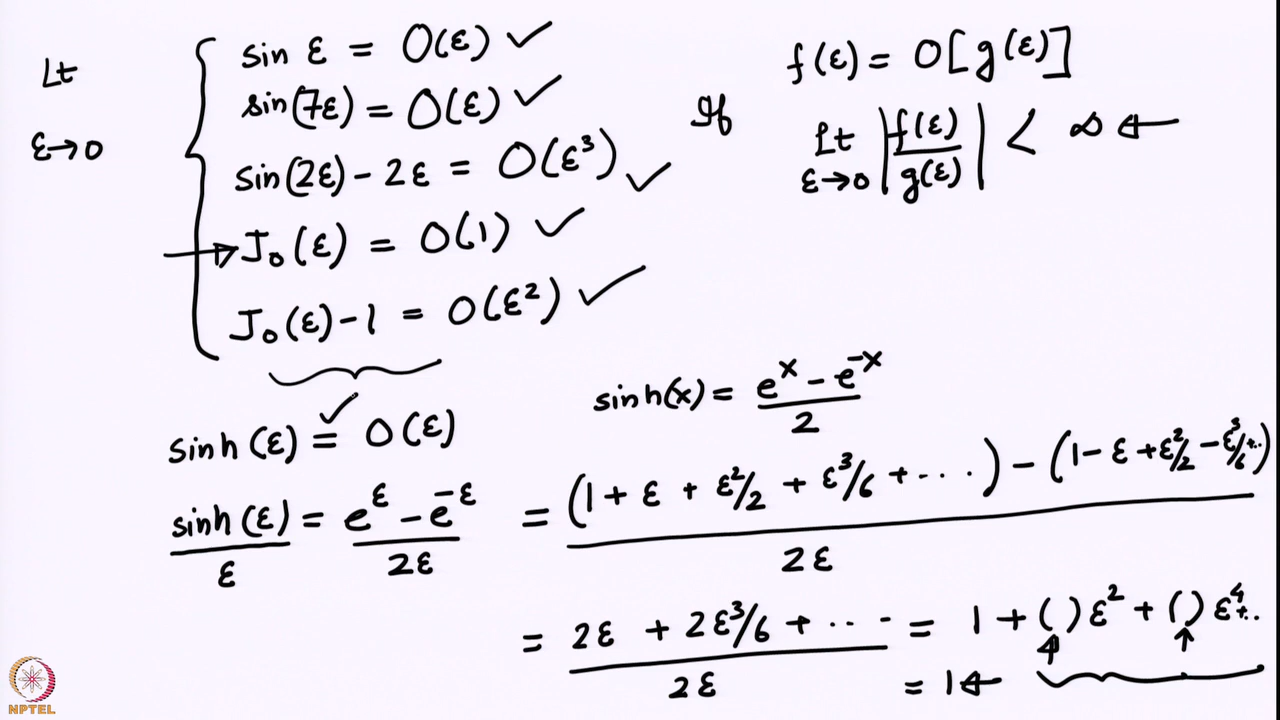 Lt
ε→0
sin ε = O(ε) ✓
sin(7ε) = O(ε) ✓
sin(2ε) - 2ε = O(ε³) ✓
→ J₀(ε) = O(1) ✓
J₀(ε) - 1 = O(ε²) ✓
f(ε) = O[g(ε)]
If Lt ε→0 |f(ε)/g(ε)| < ∞ ←
sinh(ε) = O(ε) ✓
sinh(x) = (e^x - e^-x)/2
sinh(ε)/ε = (e^ε - e^-ε)/2ε = ((1 + ε + ε²/2 + ε³/6 + ....) - (1 - ε + ε²/2 - ε³/6 + ..))/2ε
= (2ε + 2ε³/6 + ....)/2ε = 1 + ( )ε² + ( )ε⁴ + ..
= 1 ←
NPTEL